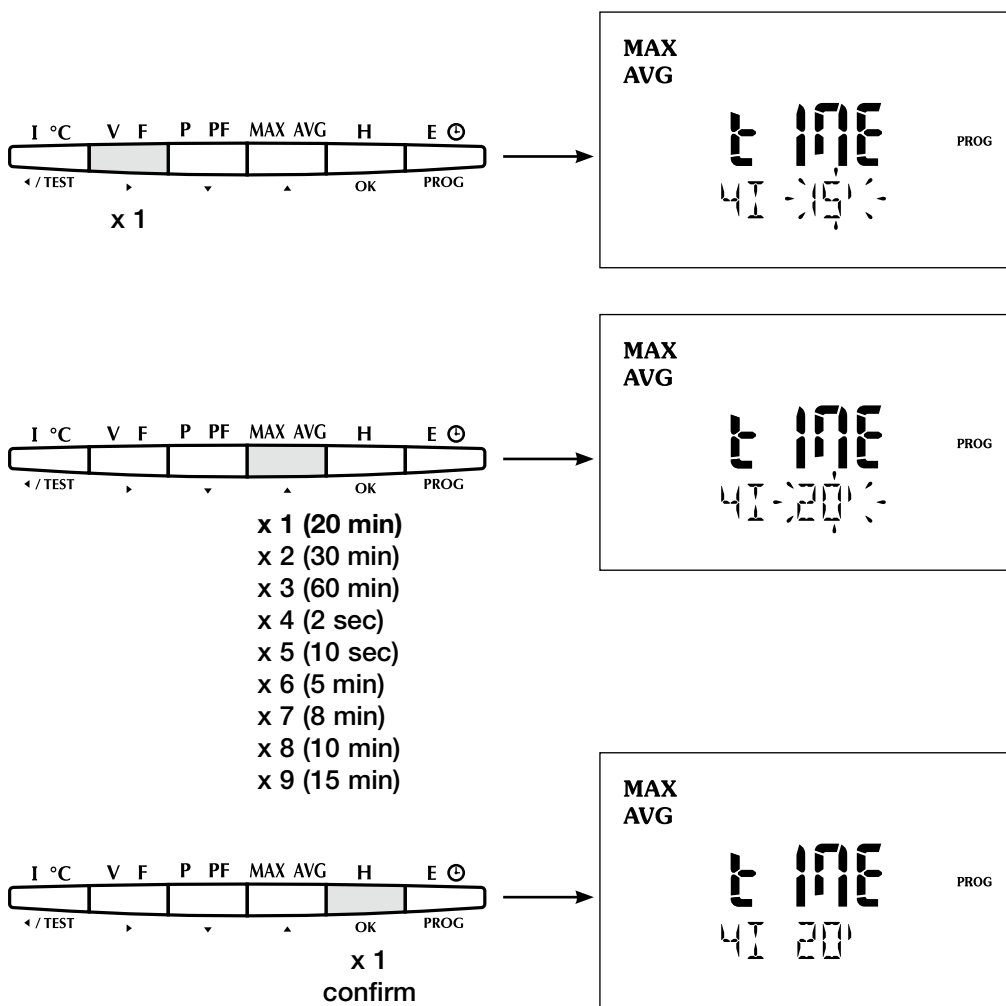 MAX
AVG
I °C V F P PF MAX AVG H E
t IME
PROG
/ TEST OK PROG
4I 15'
x 1
MAX
AVG
I °C V F P PF MAX AVG H E
t IME
PROG
/ TEST OK PROG
4I 20'
x 1 (20 min)
x 2 (30 min)
x 3 (60 min)
x 4 (2 sec)
x 5 (10 sec)
x 6 (5 min)
x 7 (8 min)
x 8 (10 min)
x 9 (15 min)
MAX
AVG
I °C V F P PF MAX AVG H E
t IME
PROG
/ TEST OK PROG
4I 20'
x 1
confirm